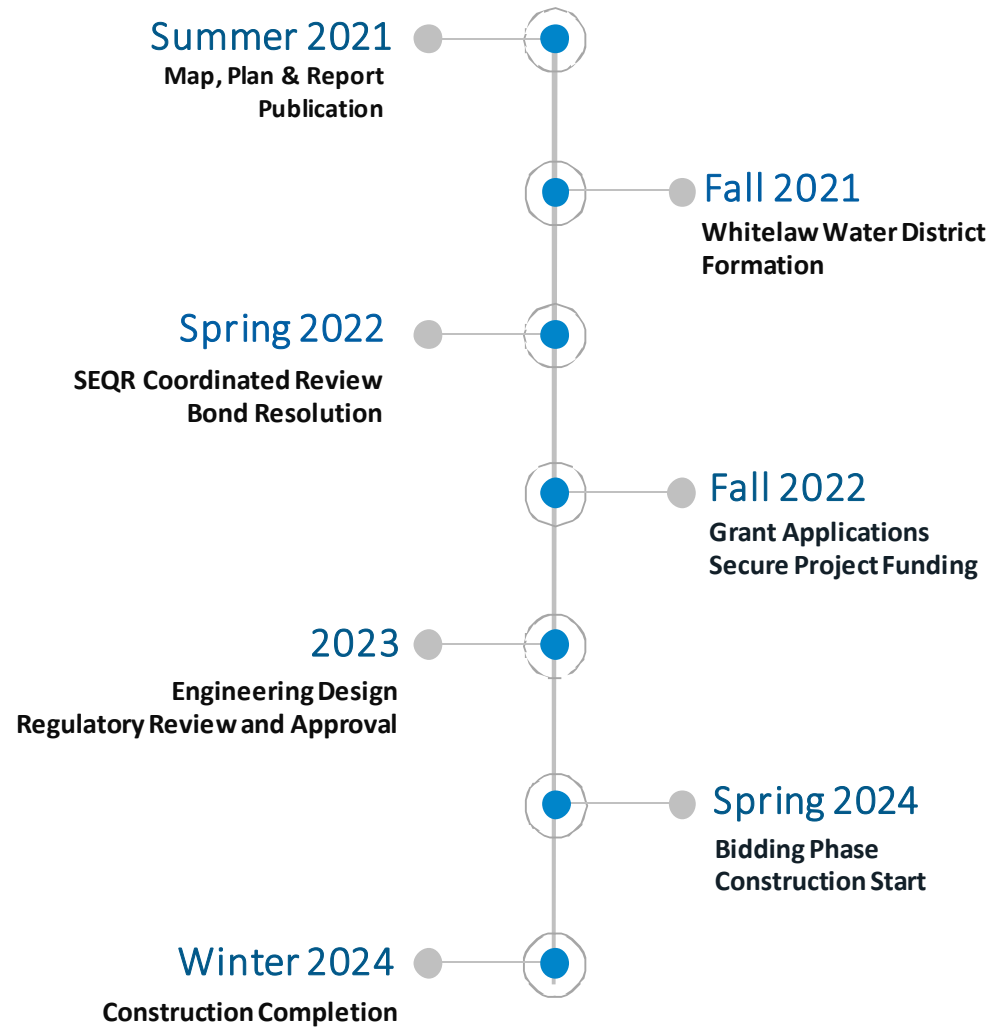 Summer 2021
Map, Plan & Report
Publication
Fall 2021
Whitelaw Water District
Formation
Spring 2022
SEQR Coordinated Review
Bond Resolution
Fall 2022
Grant Applications
Secure Project Funding
2023
Engineering Design
Regulatory Review and Approval
Spring 2024
Bidding Phase
Construction Start
Winter 2024
Construction Completion